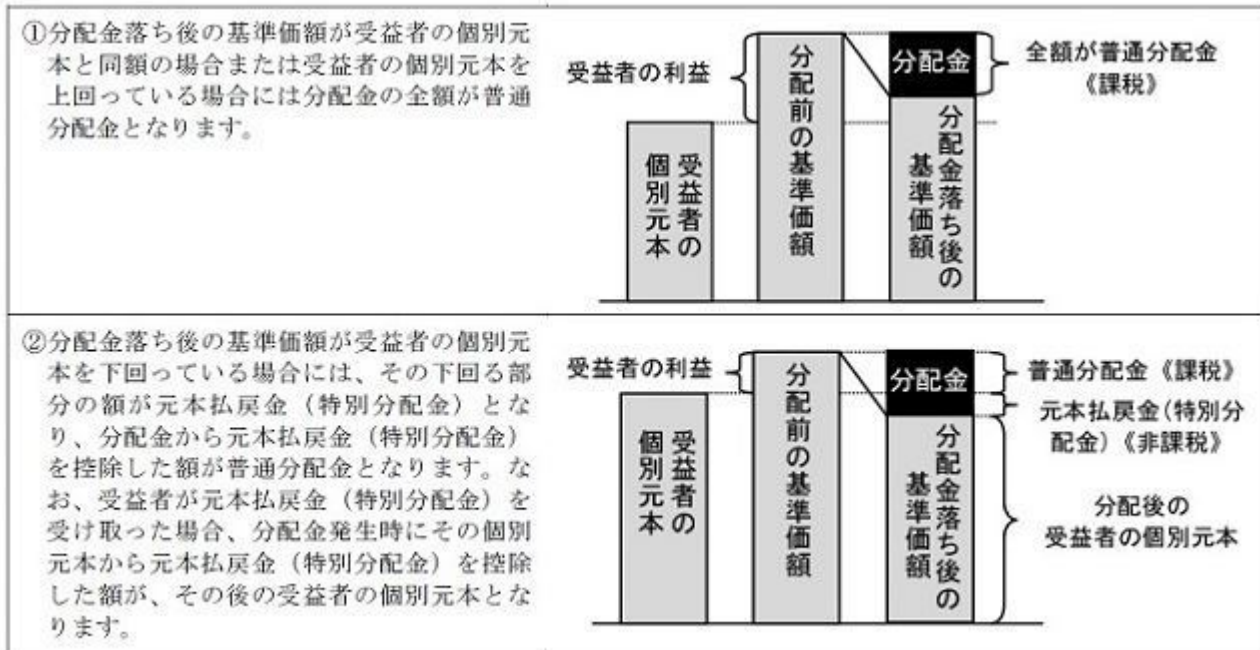 ①分配金落ち後の基準価額が受益者の個別元
本と同額の場合または受益者の個別元本を
上回っている場合には分配金の全額が普通
分配金となります。
受益者の利益
受益者の
個別元本
分配前の基準価額
分配金
分配金落ち後の
基準価額
全額が普通分配金
《課税》
②分配金落ち後の基準価額が受益者の個別元
本を下回っている場合には、その下回る部
分の額が元本払戻金（特別分配金）とな
り、分配金から元本払戻金（特別分配金）
を控除した額が普通分配金となります。な
お、受益者が元本払戻金（特別分配金）を
受け取った場合、分配金発生時にその個別
元本から元本払戻金（特別分配金）を控除
した額が、その後の受益者の個別元本とな
ります。
受益者の利益
受益者の
個別元本
分配前の基準価額
分配金
分配金落ち後の
基準価額
普通分配金《課税》
元本払戻金（特別分
配金）《非課税》
分配後の
受益者の個別元本